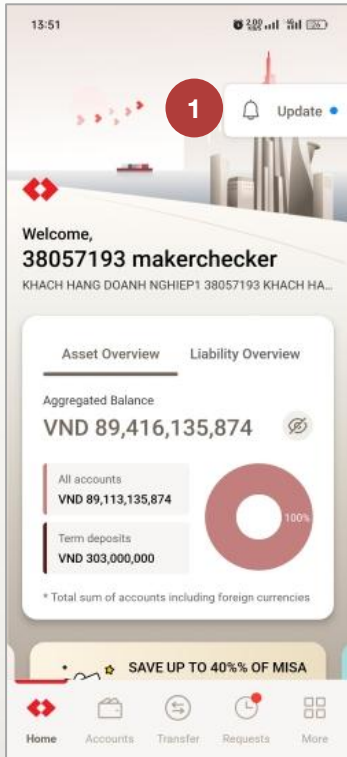 13:51
1
Update
Welcome,
38057193 makerchecker
KHACH HANG DOANH NGHIEP1 38057193 KHACH HA...
Asset Overview Liability Overview
Aggregated Balance
VND 89,416,135,874
All accounts
VND 89,113,135,874
100%
Term deposits
VND 303,000,000
* Total sum of accounts including foreign currencies
SAVE UP TO 40%% OF MISA
Home Accounts Transfer Requests More